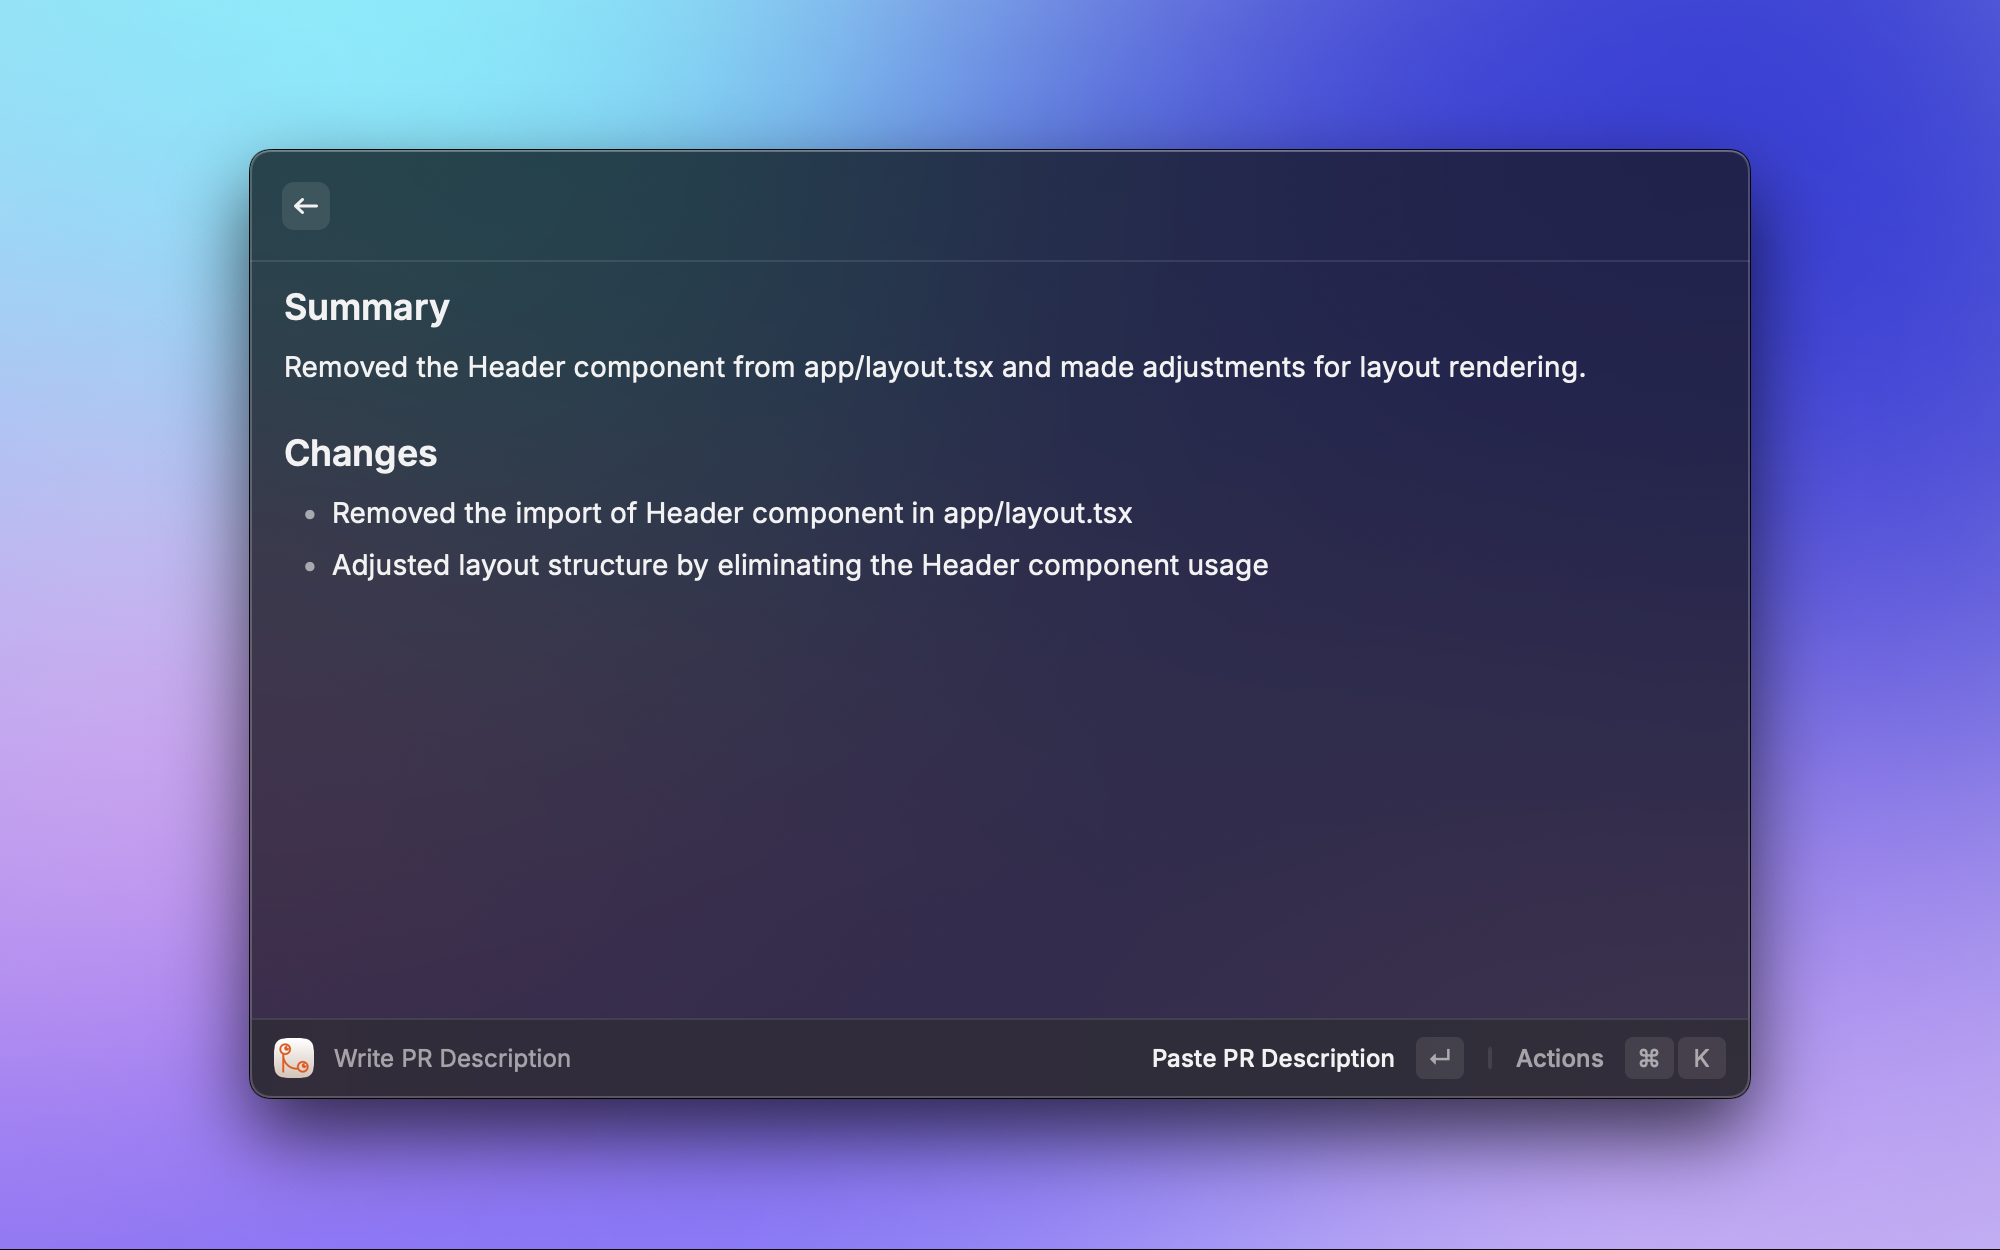 Summary
Removed the Header component from app/layout.tsx and made adjustments for layout rendering.
Changes
Removed the import of Header component in app/layout.tsx
Adjusted layout structure by eliminating the Header component usage
Write PR Description
Paste PR Description ↵ | Actions ⌘ K